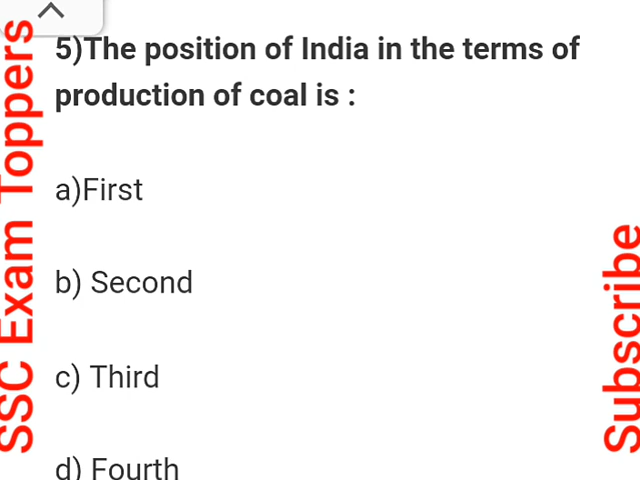 5)The position of India in the terms of
production of coal is :
a)First
b) Second
c) Third
d) Fourth
SSC Exam Toppers
Subscribe